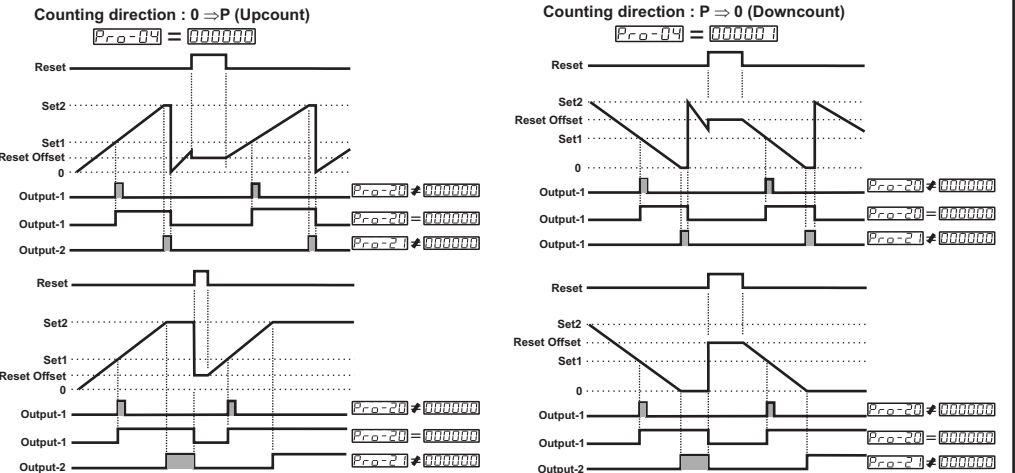 Counting direction : 0 ⇒P (Upcount)
Pro-04 = 000000
Reset
Set2
Set1
Reset Offset
0
Output-1 Pro-20 ≠ 000000
Output-1 Pro-20 = 000000
Output-2 Pro-21 ≠ 000000
Reset
Set2
Set1
Reset Offset
0
Output-1 Pro-20 ≠ 000000
Output-1 Pro-20 = 000000
Output-2 Pro-21 ≠ 000000
Counting direction : P ⇒ 0 (Downcount)
Pro-04 = 000001
Reset
Set2
Reset Offset
Set1
0
Output-1 Pro-20 ≠ 000000
Output-1 Pro-20 = 000000
Output-1 Pro-21 ≠ 000000
Reset
Set2
Reset Offset
Set1
0
Output-1 Pro-20 ≠ 000000
Output-1 Pro-20 = 000000
Output-2 Pro-21 ≠ 000000